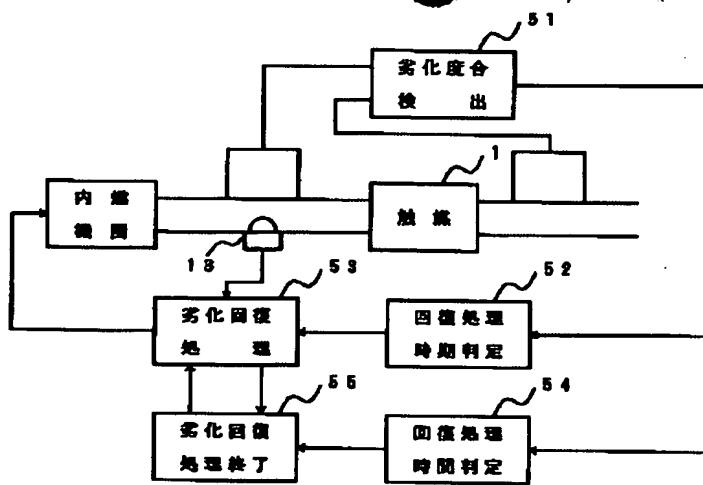 51
劣化度合
検出
1
内燃
機関
触媒
13
53
52
劣化回復
処理
回復処理
時期判定
55
54
劣化回復
処理終了
回復処理
時間判定